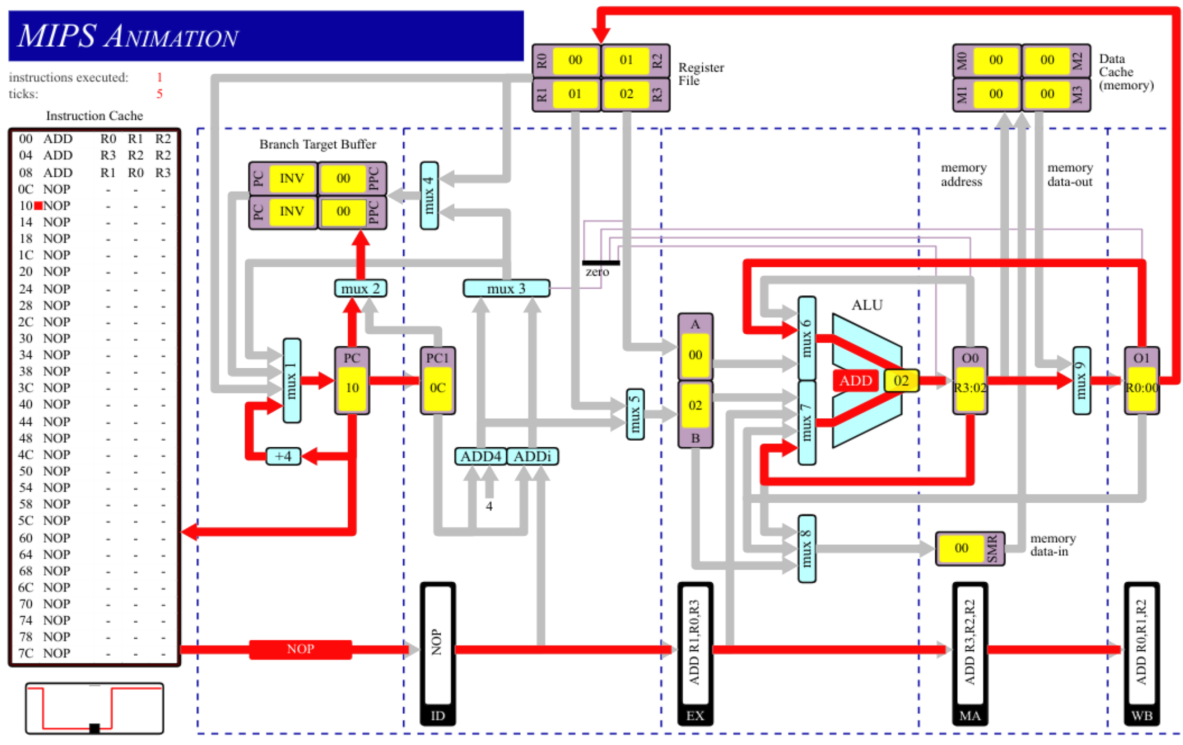 MIPS ANIMATION
instructions executed: 1
ticks: 5
Instruction Cache
00 ADD R0 R1 R2
04 ADD R3 R2 R2
08 ADD R1 R0 R3
0C NOP - - -
10 NOP - - -
14 NOP - - -
18 NOP - - -
1C NOP - - -
20 NOP - - -
24 NOP - - -
28 NOP - - -
2C NOP - - -
30 NOP - - -
34 NOP - - -
38 NOP - - -
3C NOP - - -
40 NOP - - -
44 NOP - - -
48 NOP - - -
4C NOP - - -
50 NOP - - -
54 NOP - - -
58 NOP - - -
5C NOP - - -
60 NOP - - -
64 NOP - - -
68 NOP - - -
6C NOP - - -
70 NOP - - -
74 NOP - - -
78 NOP - - -
7C NOP - - -
R0 00 01 R2
R1 01 02 R3
Register
File
M0 00 00 M2
M1 00 00 M3
Data
Cache
(memory)
Branch Target Buffer
PC INV 00 PPC
PC INV 00 PPC
mux 4
memory
address
memory
data-out
zero
mux 2
mux 3
mux 1
PC
10
PC1
0C
+4
ADD4
ADDi
4
mux 5
A
00
02
B
mux 6
mux 7
ALU
ADD
02
O0
R3:02
mux 9
O1
R0:00
mux 8
00 SMR
memory
data-in
NOP
NOP
ID
ADD R1,R0,R3
EX
ADD R3,R2,R2
MA
ADD R0,R1,R2
WB